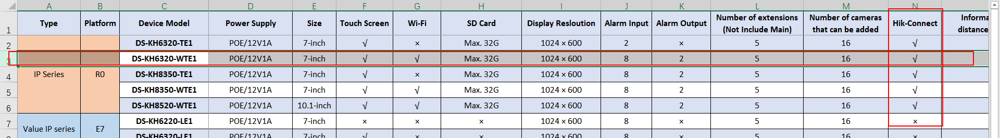 A B C D E F G H I J K L M N
1 Type Platform Device Model Power Supply Size Touch Screen Wi-Fi SD Card Display Resloution Alarm Input Alarm Output Number of extensions (Not Include Main) Number of cameras that can be added Hik-Connect Informa distance
2 DS-KH6320-TE1 POE/12V1A 7-inch √ × Max. 32G 1024 × 600 2 × 5 16 √
3 DS-KH6320-WTE1 POE/12V1A 7-inch √ √ Max. 32G 1024 × 600 8 2 5 16 √
4 IP Series R0 DS-KH8350-TE1 POE/12V1A 7-inch √ × Max. 32G 1024 × 600 8 2 5 16 √
5 DS-KH8350-WTE1 POE/12V1A 7-inch √ √ Max. 32G 1024 × 600 8 2 5 16 √
6 DS-KH8520-WTE1 POE/12V1A 10.1-inch √ √ Max. 32G 1024 × 600 8 2 5 16 √
7 DS-KH6220-LE1 POE/12V1A 7-inch × × × 1024 × 600 8 × 5 16 ×
Value IP series E7
DS-KH6320-LE1 POE/12V1A 7-inch √ × × 1024 × 600 8 × 5 16 ×